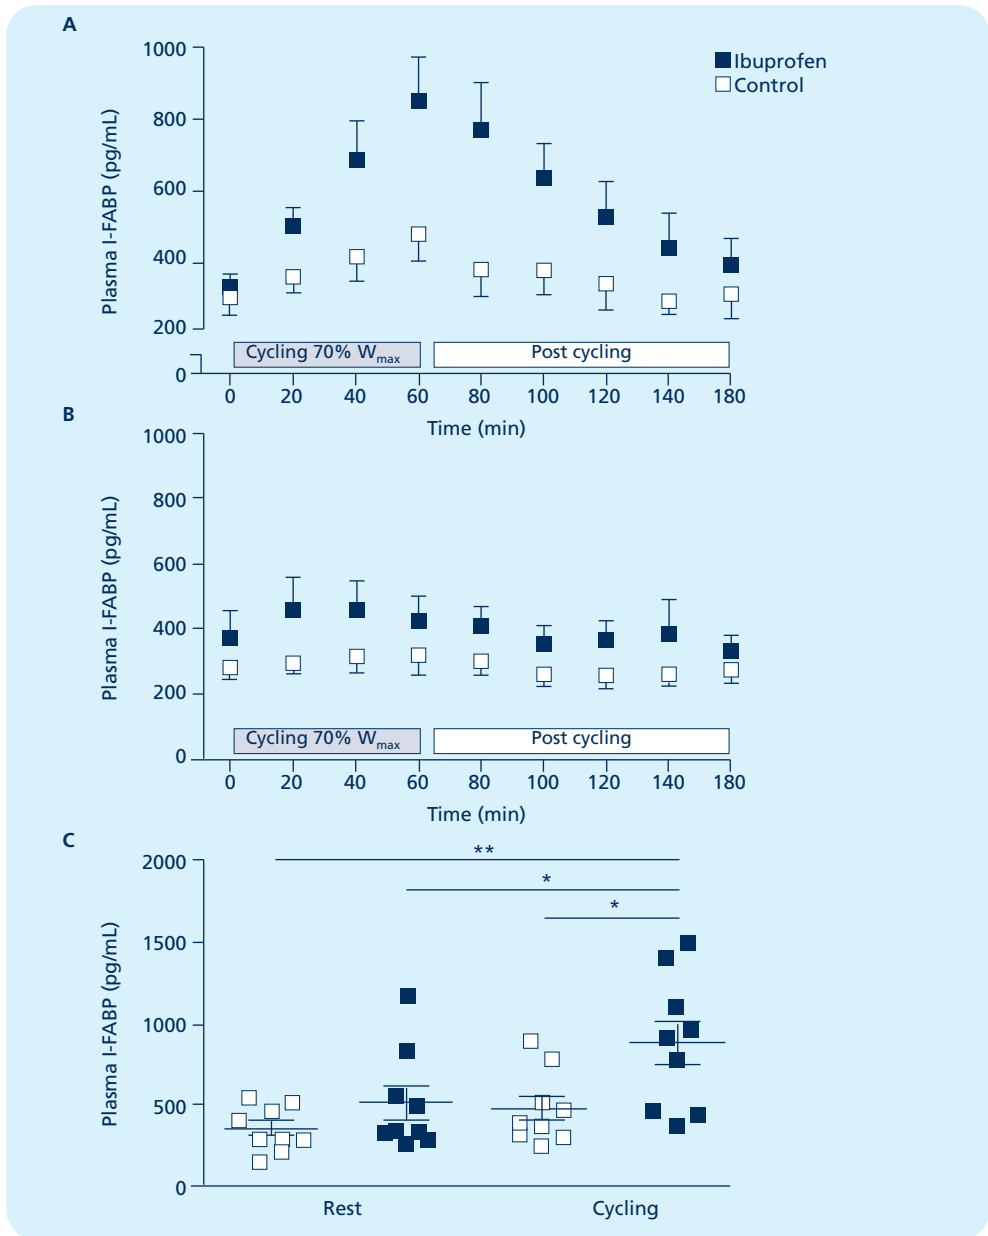 A
1000
800
600
400
200
0
Plasma I-FABP (pg/mL)
Ibuprofen
Control
Cycling 70% Wmax
Post cycling
0 20 40 60 80 100 120 140 180
Time (min)
B
1000
800
600
400
200
0
Plasma I-FABP (pg/mL)
Cycling 70% Wmax
Post cycling
0 20 40 60 80 100 120 140 180
Time (min)
C
2000
1500
1000
500
0
Plasma I-FABP (pg/mL)
**
*
*
Rest
Cycling